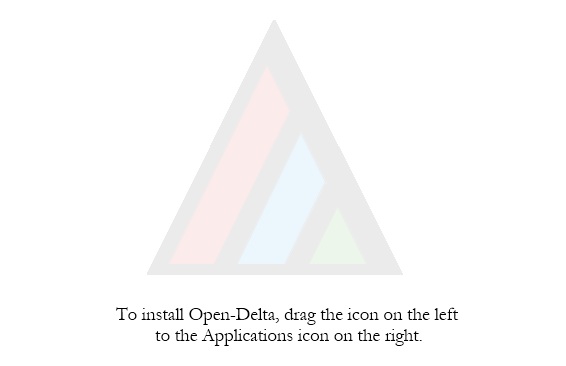 To install Open-Delta, drag the icon on the left
to the Applications icon on the right.